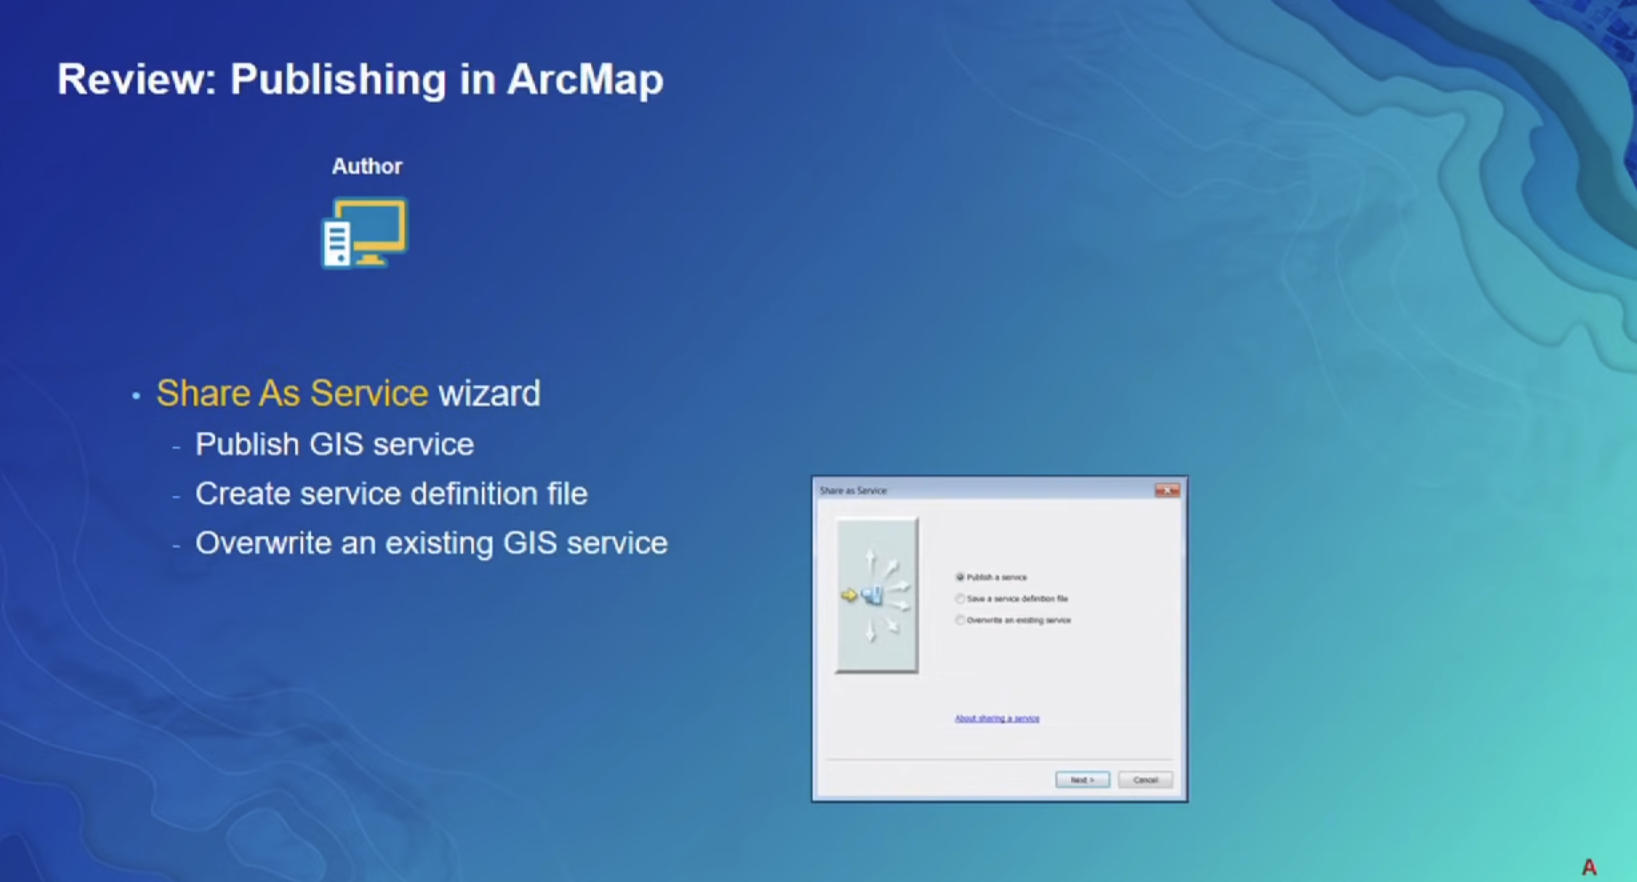 Review: Publishing in ArcMap
Author
• Share As Service wizard
- Publish GIS service
- Create service definition file
- Overwrite an existing GIS service
Share as Service
Publish a service
Save a service definition file
Overwrite an existing service
About sharing a service
Next >
Cancel
A